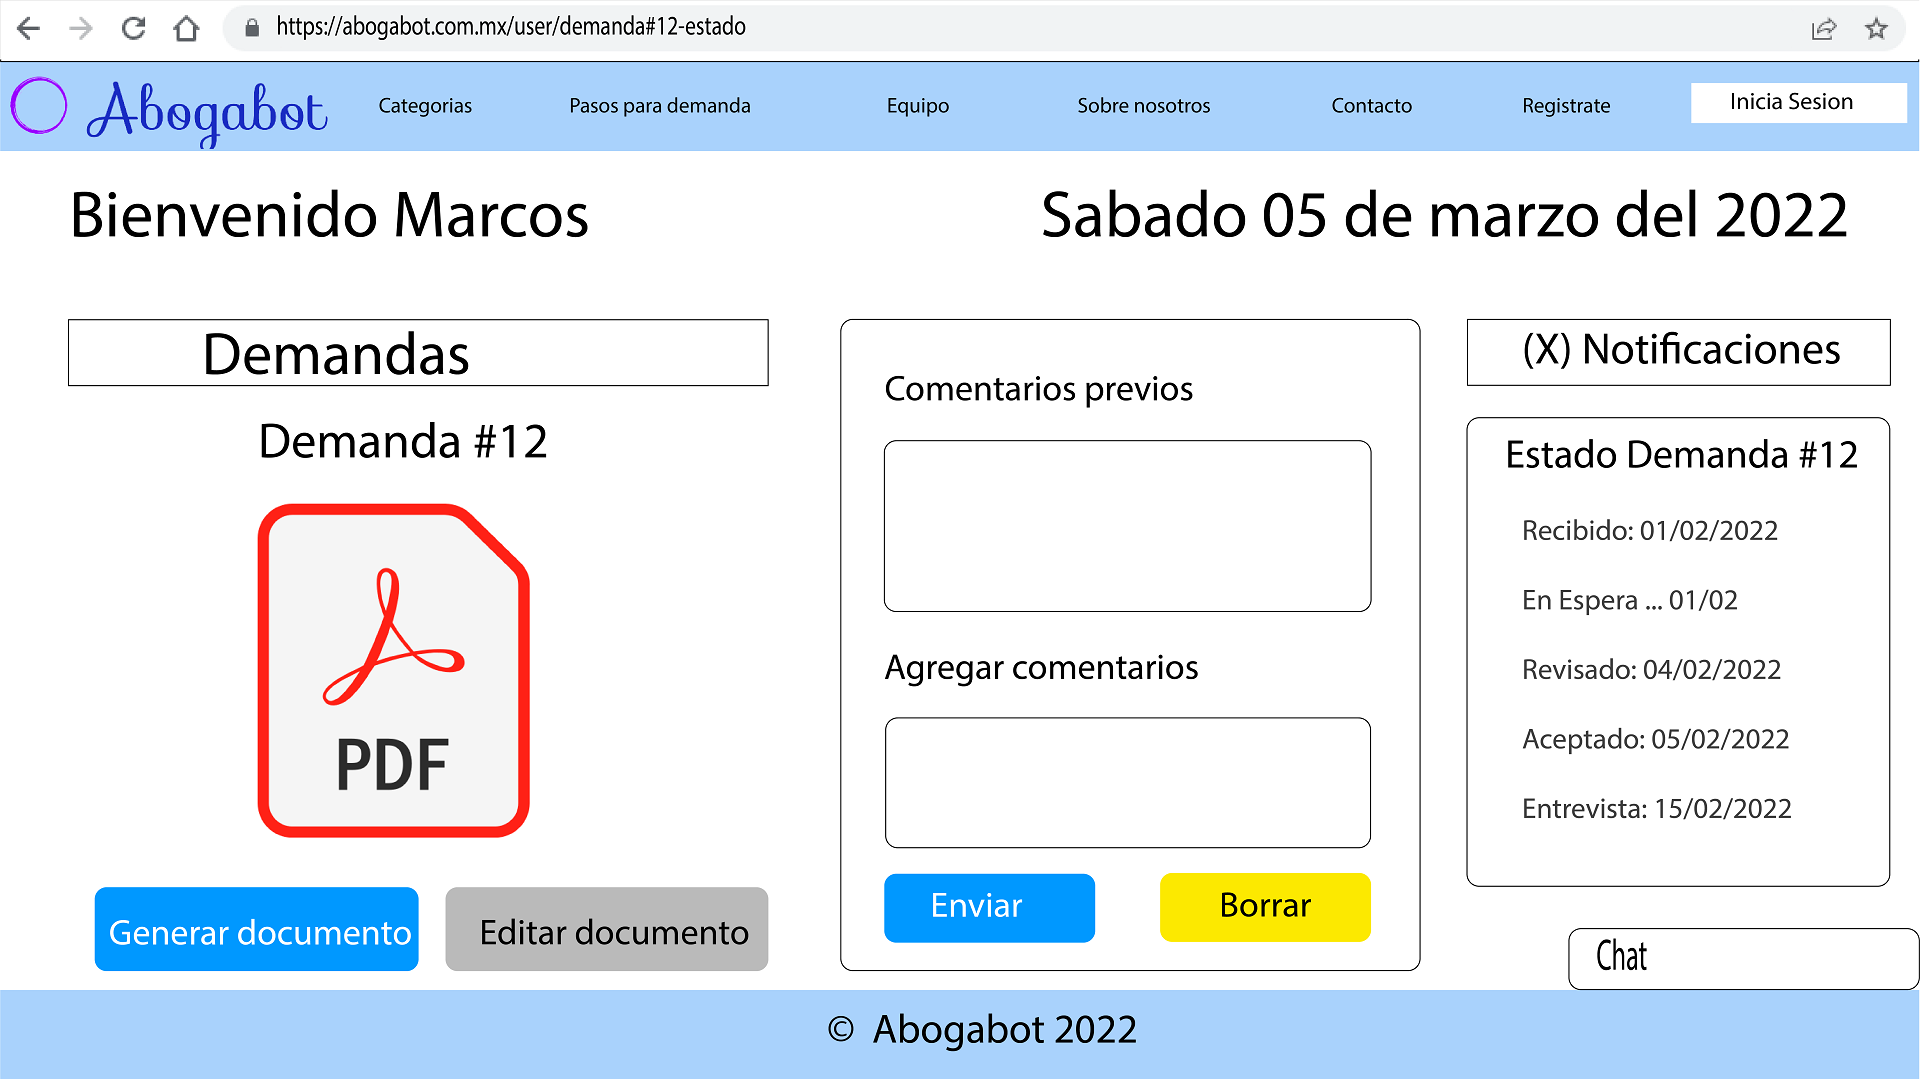 https://abogabot.com.mx/user/demanda#12-estado
Abogabot
Categorias
Pasos para demanda
Equipo
Sobre nosotros
Contacto
Registrate
Inicia Sesion
Bienvenido Marcos
Sabado 05 de marzo del 2022
Demandas
Demanda #12
PDF
Generar documento
Editar documento
Comentarios previos
Agregar comentarios
Enviar
Borrar
(X) Notificaciones
Estado Demanda #12
Recibido: 01/02/2022
En Espera ... 01/02
Revisado: 04/02/2022
Aceptado: 05/02/2022
Entrevista: 15/02/2022
Chat
© Abogabot 2022